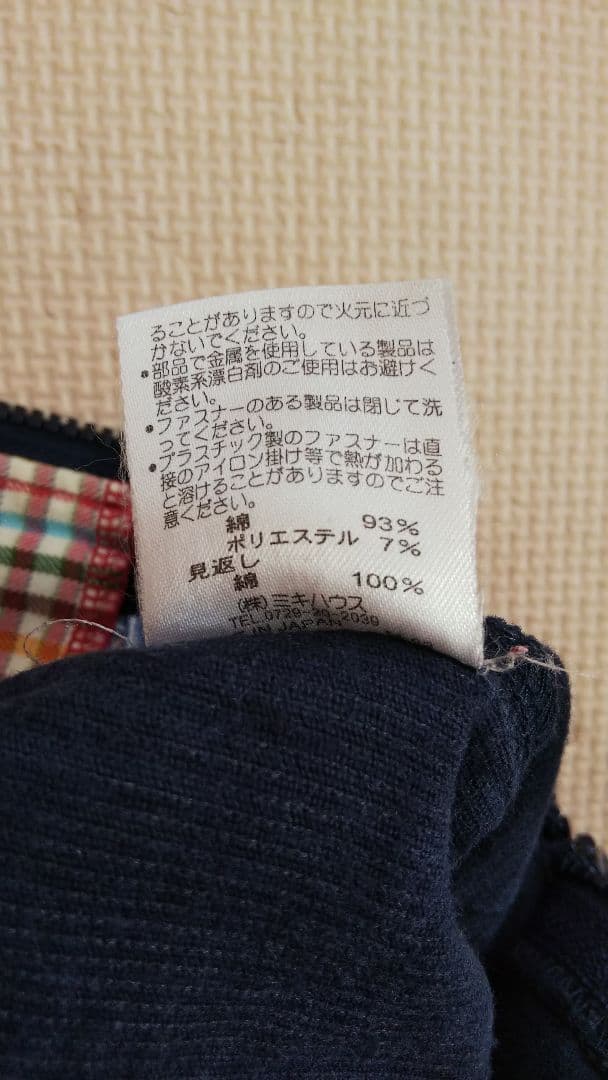 ることがありますので火元に近づ
かないでください。
・部品で金属を使用している製品は
酸素系漂白剤のご使用はお避けく
ださい。
・ファスナーのある製品は閉じて洗
ってください。
・プラスチック製のファスナーは直
接のアイロン掛け等で熱が加わる
と溶けることがありますのでご注
意ください。
綿 93%
ポリエステル 7%
見返し
綿 100%
(株)ミキハウス
TEL.0729-20-2039
IN JAPAN